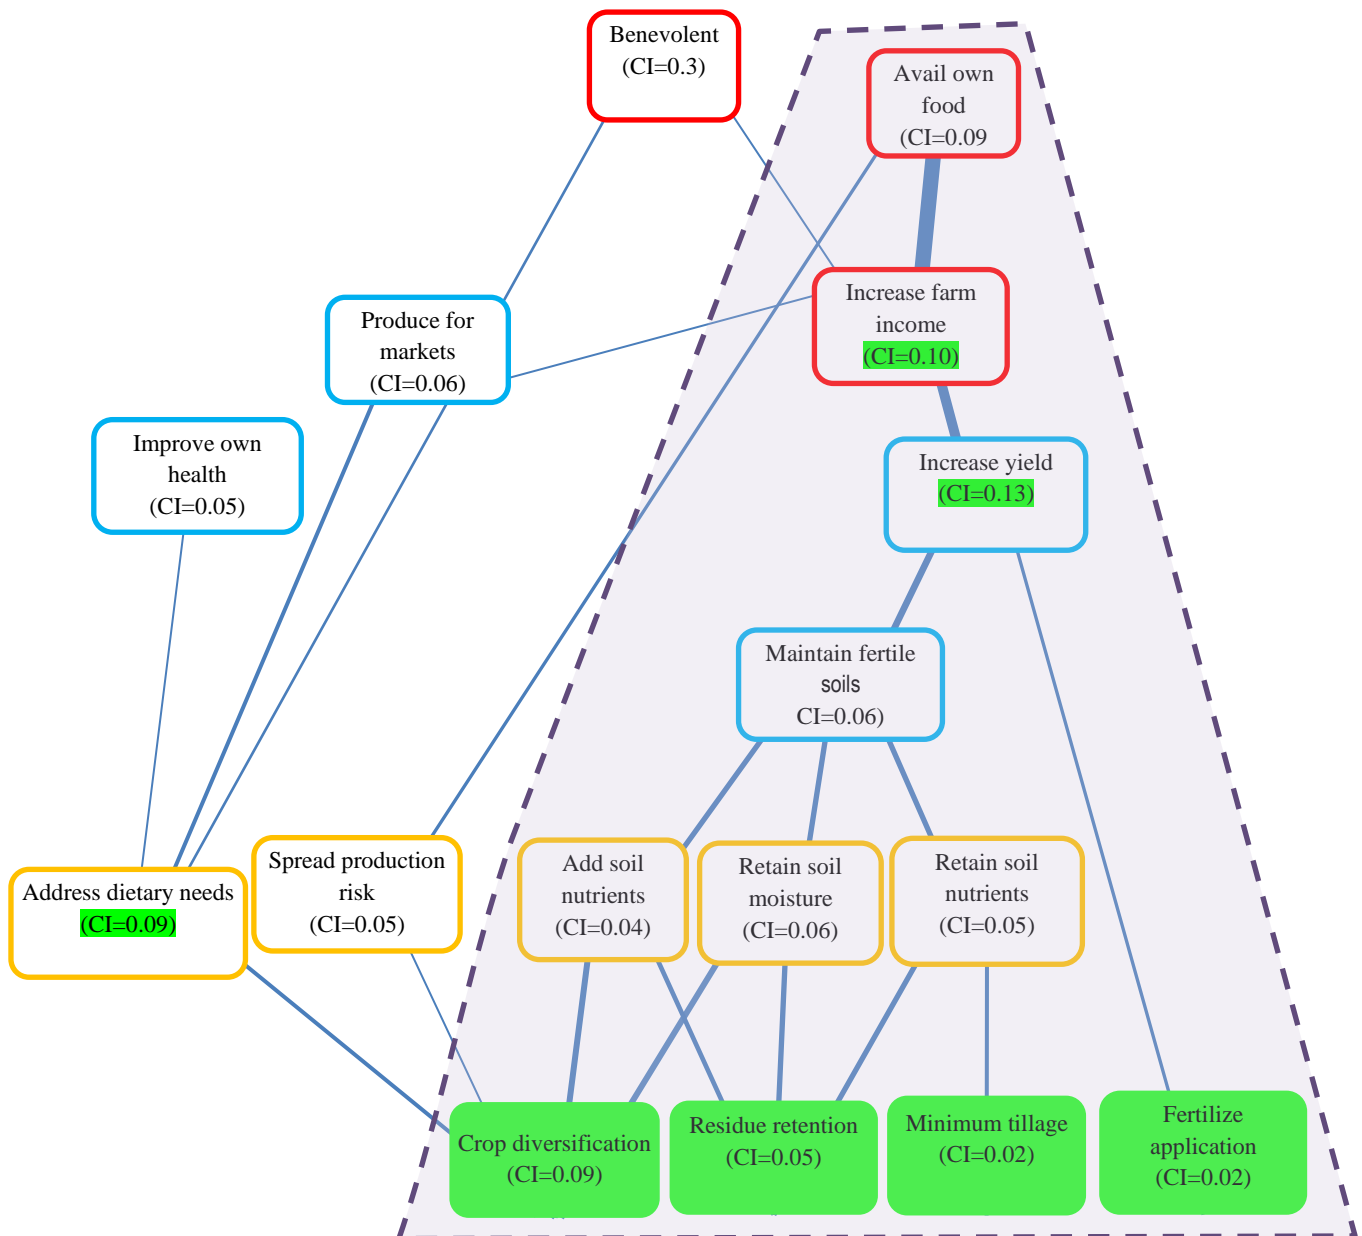 Benevolent
(CI=0.3)
Avail own
food
(CI=0.09
Increase farm
income
(CI=0.10)
Produce for
markets
(CI=0.06)
Improve own
health
(CI=0.05)
Increase yield
(CI=0.13)
Maintain fertile
soils
CI=0.06)
Address dietary needs
(CI=0.09)
Spread production
risk
(CI=0.05)
Add soil
nutrients
(CI=0.04)
Retain soil
moisture
(CI=0.06)
Retain soil
nutrients
(CI=0.05)
Crop diversification
(CI=0.09)
Residue retention
(CI=0.05)
Minimum tillage
(CI=0.02)
Fertilize
application
(CI=0.02)